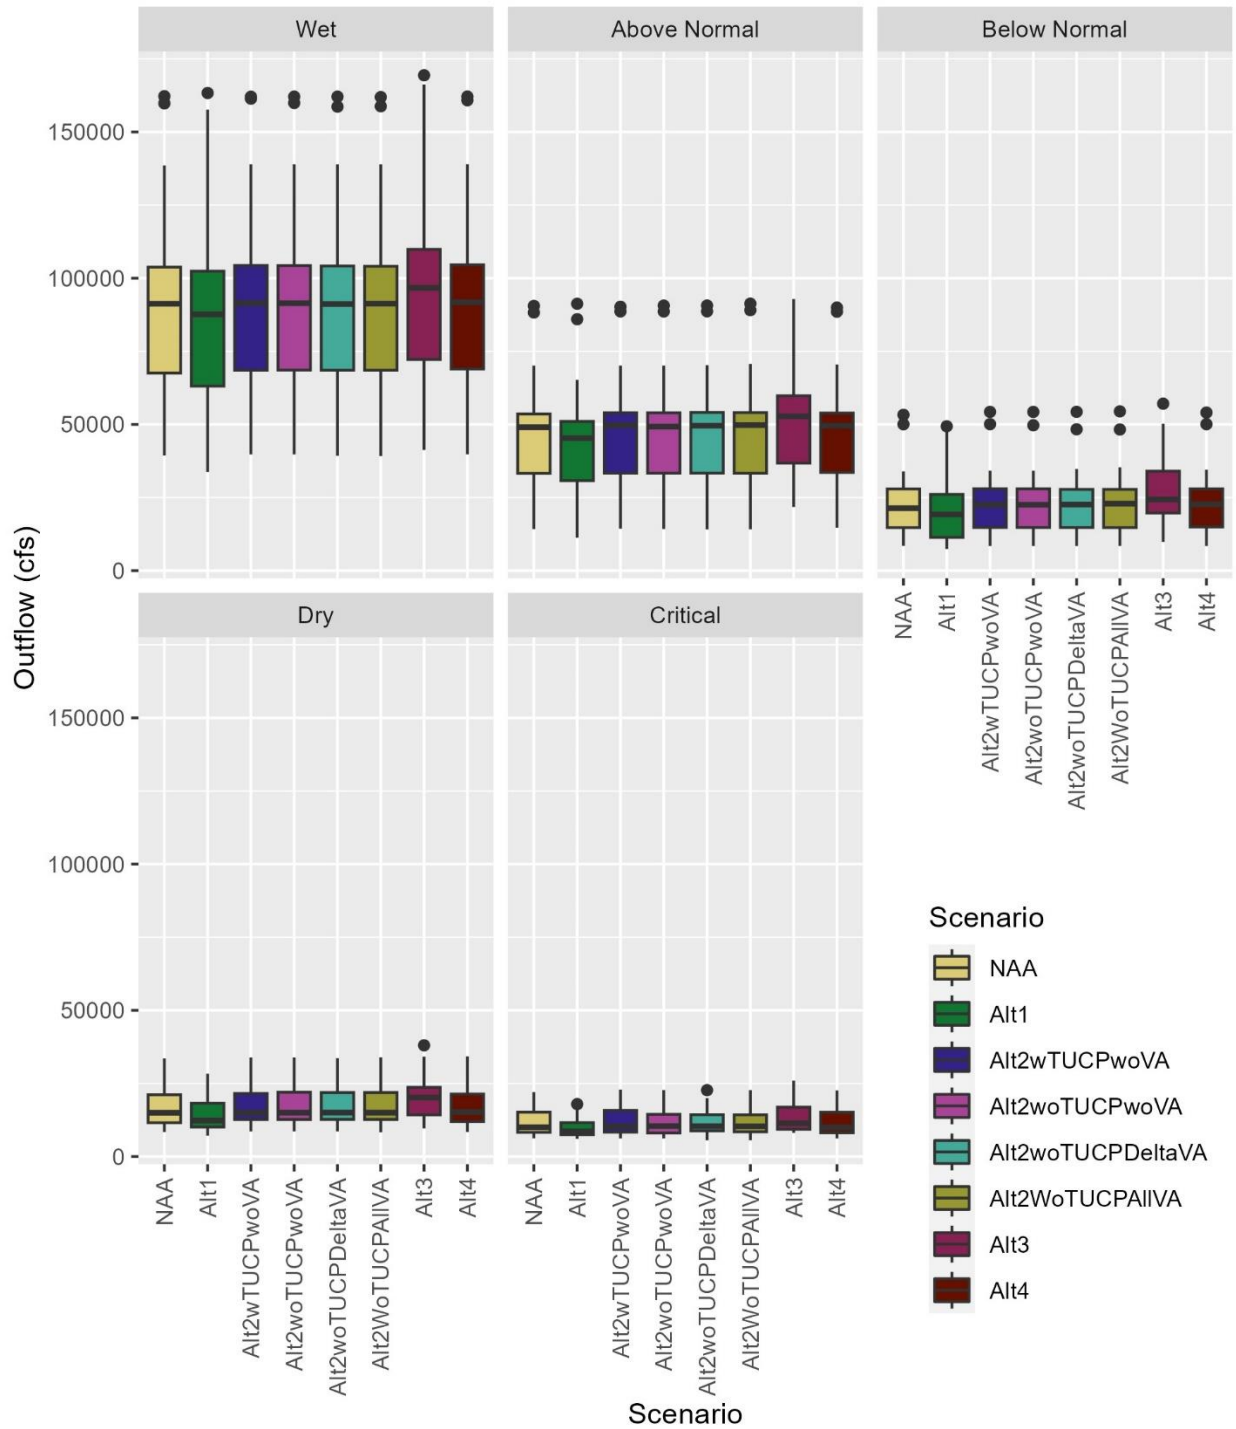 Wet
Above Normal
Below Normal
150000
100000
50000
0
NAA
Alt1
Alt2wTUCPwoVA
Alt2woTUCPwoVA
Alt2woTUCPDeltaVA
Alt2WoTUCPAllVA
Alt3
Alt4
Outflow (cfs)
Dry
Critical
150000
100000
50000
0
NAA
Alt1
Alt2wTUCPwoVA
Alt2woTUCPwoVA
Alt2woTUCPDeltaVA
Alt2WoTUCPAllVA
Alt3
Alt4
NAA
Alt1
Alt2wTUCPwoVA
Alt2woTUCPwoVA
Alt2woTUCPDeltaVA
Alt2WoTUCPAllVA
Alt3
Alt4
Scenario
Scenario
NAA
Alt1
Alt2wTUCPwoVA
Alt2woTUCPwoVA
Alt2woTUCPDeltaVA
Alt2WoTUCPAllVA
Alt3
Alt4